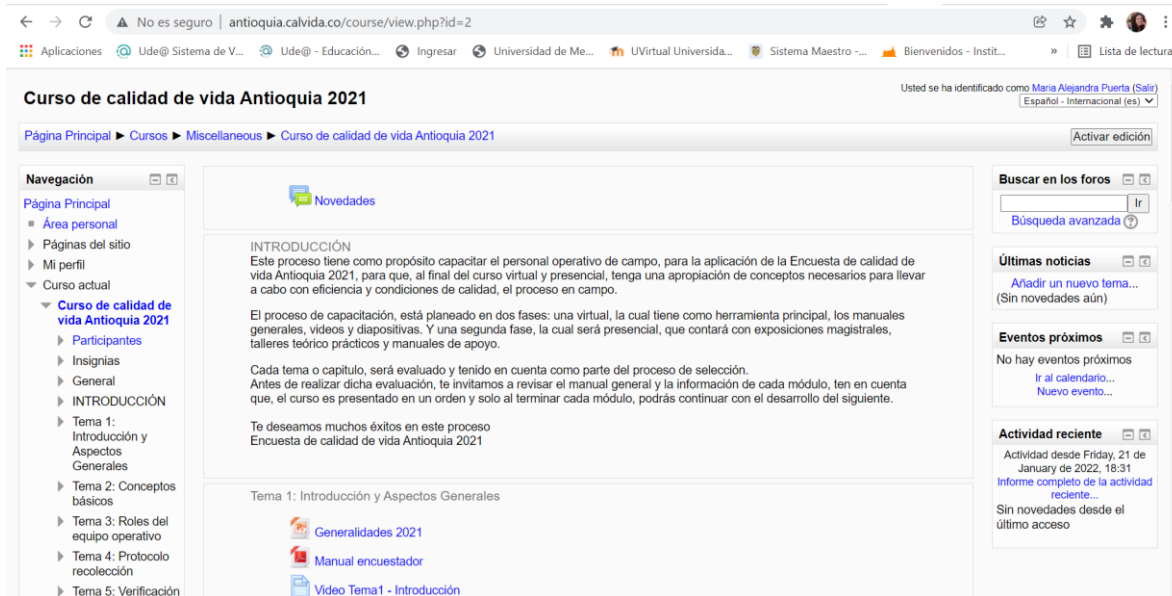 No es seguro | antioquia.calvida.co/course/view.php?id=2
Aplicaciones Ude@ Sistema de V... Ude@ - Educación... Ingresar Universidad de Me... UVirtual Universida... Sistema Maestro -... Bienvenidos - Instit... » Lista de lectura
Curso de calidad de vida Antioquia 2021
Usted se ha identificado como Maria Alejandra Puerta (Salir)
Español - Internacional (es)
Página Principal ► Cursos ► Miscellaneous ► Curso de calidad de vida Antioquia 2021
Activar edición
Navegación
Página Principal
Área personal
Páginas del sitio
Mi perfil
Curso actual
Curso de calidad de
vida Antioquia 2021
Participantes
Insignias
General
INTRODUCCIÓN
Tema 1:
Introducción y
Aspectos
Generales
Tema 2: Conceptos
básicos
Tema 3: Roles del
equipo operativo
Tema 4: Protocolo
recolección
Tema 5: Verificación
Novedades
INTRODUCCIÓN
Este proceso tiene como propósito capacitar el personal operativo de campo, para la aplicación de la Encuesta de calidad de
vida Antioquia 2021, para que, al final del curso virtual y presencial, tenga una apropiación de conceptos necesarios para llevar
a cabo con eficiencia y condiciones de calidad, el proceso en campo.
El proceso de capacitación, está planeado en dos fases: una virtual, la cual tiene como herramienta principal, los manuales
generales, videos y diapositivas. Y una segunda fase, la cual será presencial, que contará con exposiciones magistrales,
talleres teórico prácticos y manuales de apoyo.
Cada tema o capitulo, será evaluado y tenido en cuenta como parte del proceso de selección.
Antes de realizar dicha evaluación, te invitamos a revisar el manual general y la información de cada módulo, ten en cuenta
que, el curso es presentado en un orden y solo al terminar cada módulo, podrás continuar con el desarrollo del siguiente.
Te deseamos muchos éxitos en este proceso
Encuesta de calidad de vida Antioquia 2021
Tema 1: Introducción y Aspectos Generales
Generalidades 2021
Manual encuestador
Video Tema1 - Introducción
Buscar en los foros
Ir
Búsqueda avanzada
Últimas noticias
Añadir un nuevo tema...
(Sin novedades aún)
Eventos próximos
No hay eventos próximos
Ir al calendario...
Nuevo evento...
Actividad reciente
Actividad desde Friday, 21 de
January de 2022, 18:31
Informe completo de la actividad
reciente...
Sin novedades desde el
último acceso